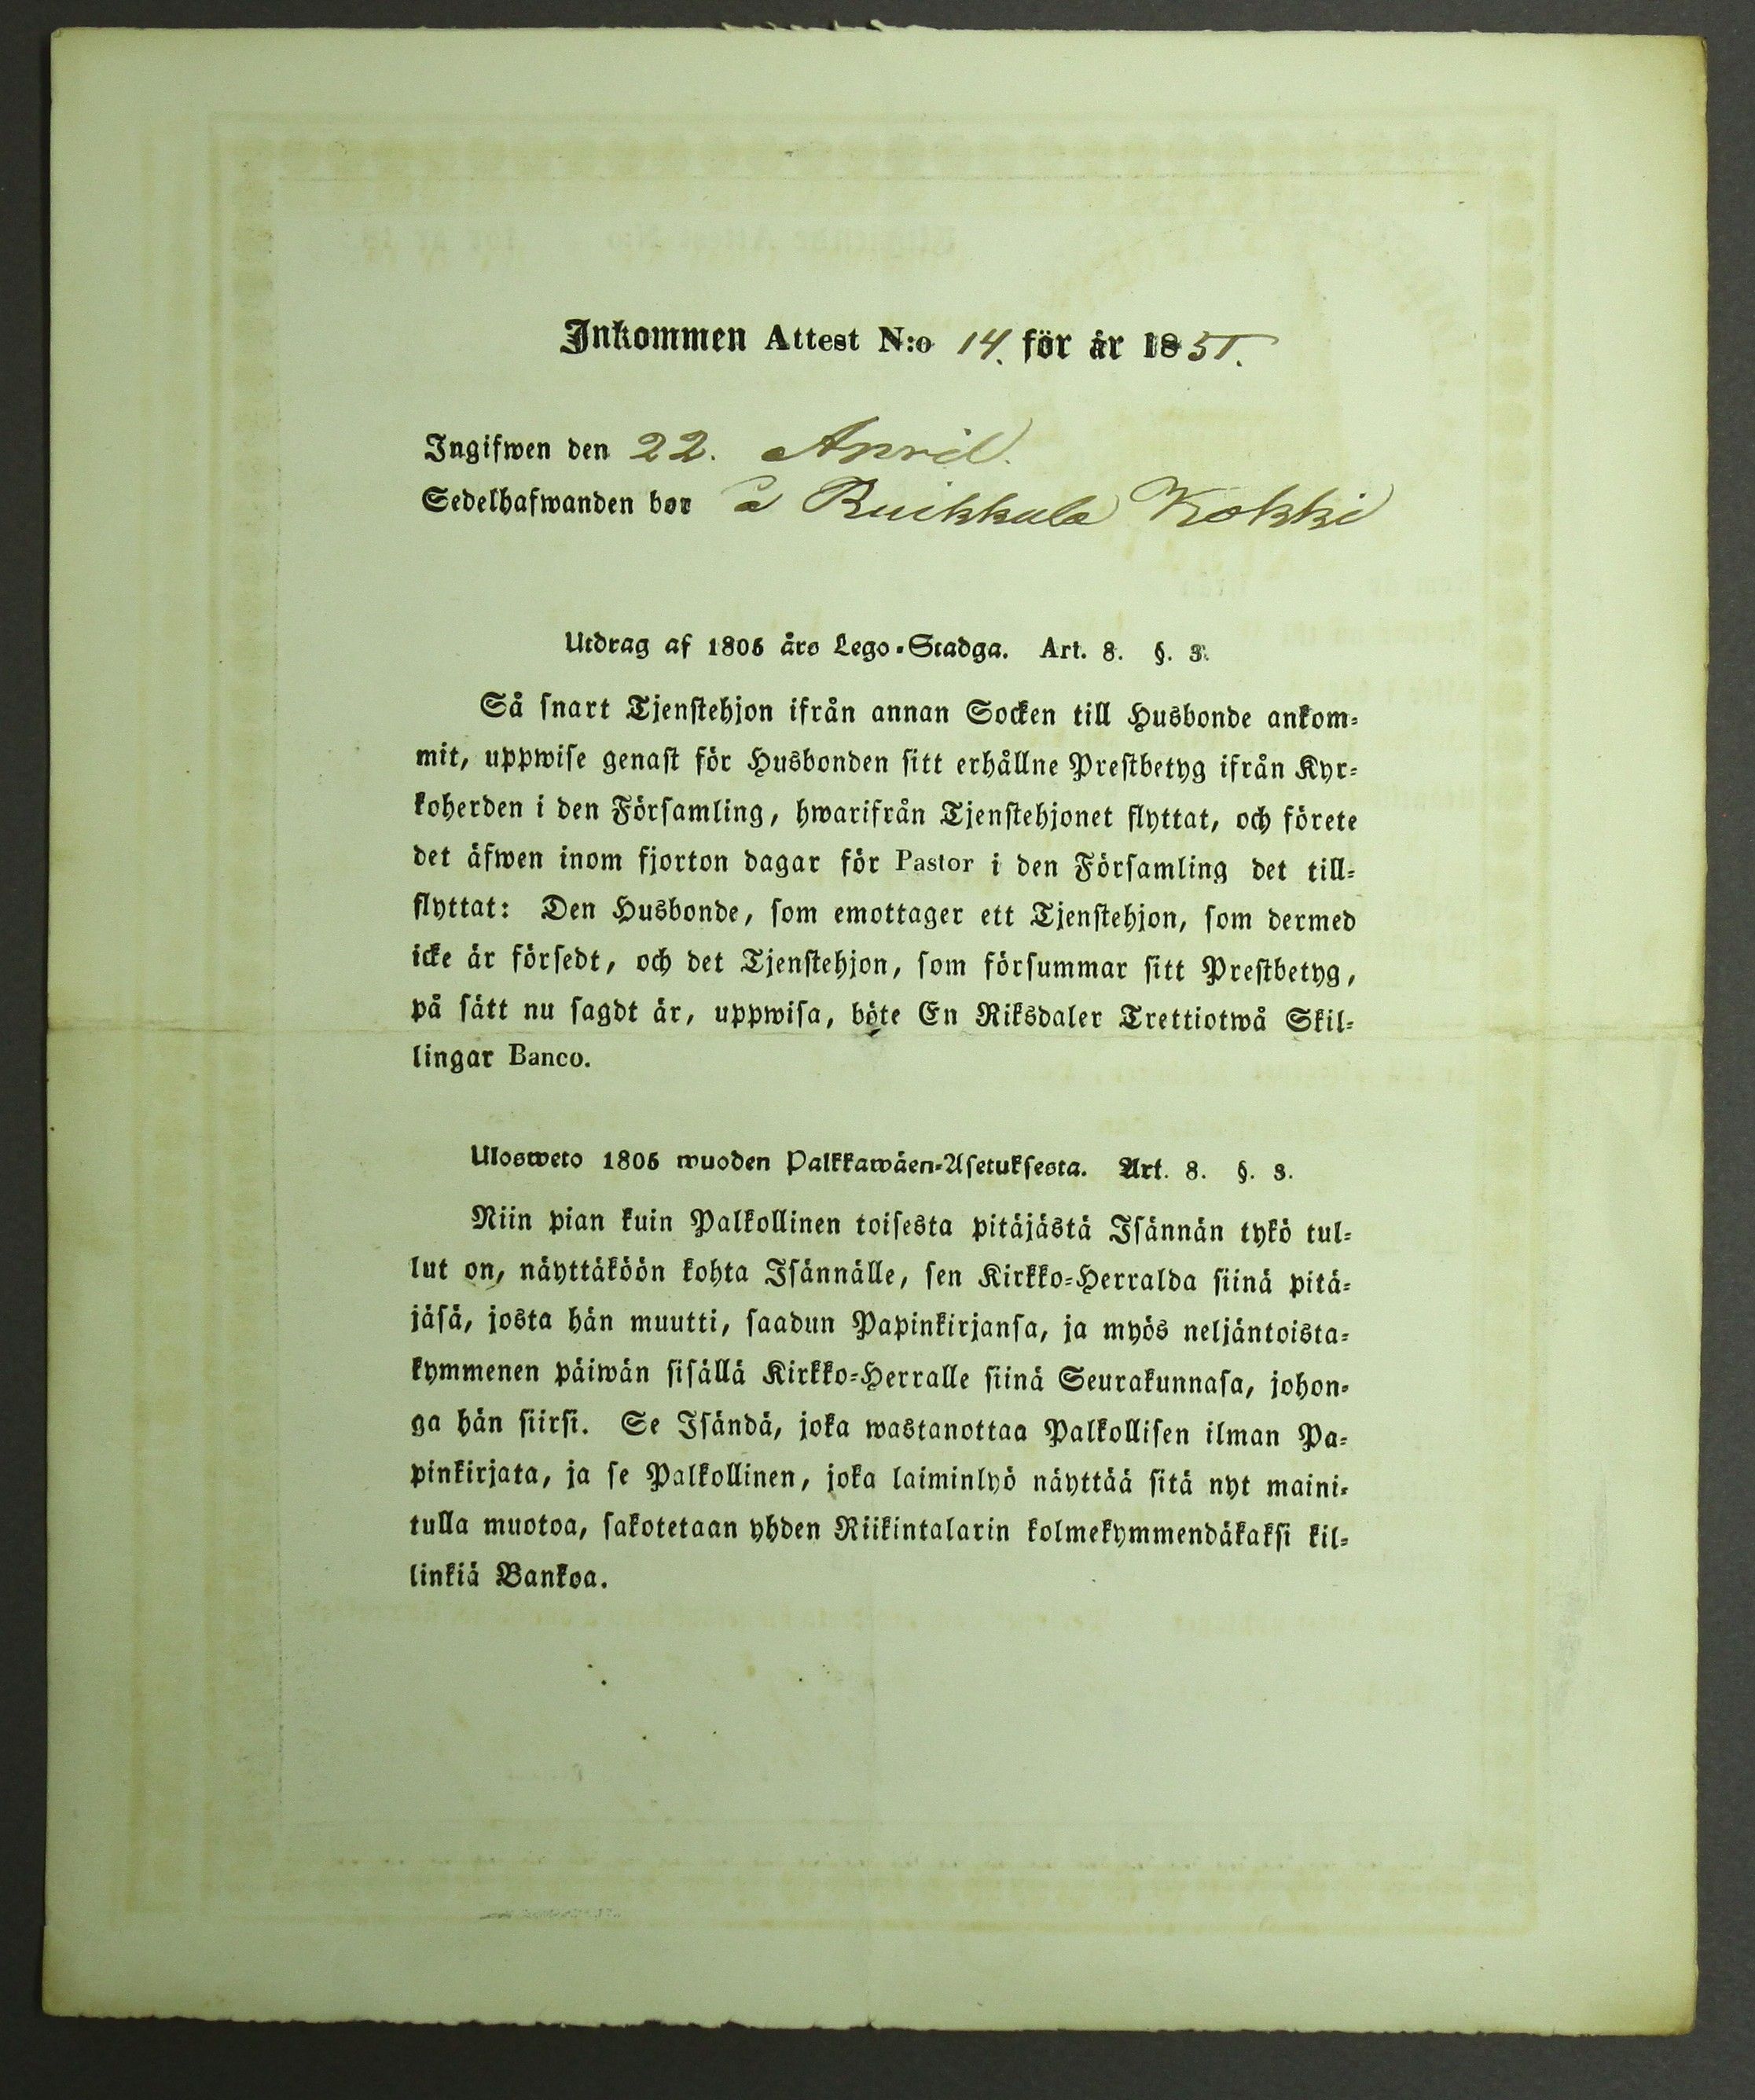 Inkommen Attest N:o 14. för år 1851.
Ingifwen den 22. April.
Sedelhafwanden bor å Ruikkala Kokki
Utdrag af 1805 års Lego-Stadga. Art. 8. §. 3.
Så snart Tjenstehjon ifrån annan Socken till Husbonde ankom-
mit, uppwise genast för Husbonden sitt erhållne Prestbetyg ifrån Kyr-
koherden i den Församling, hwarifrån Tjenstehjonet flyttat, och förete
det äfwen inom fjorton dagar för Pastor i den Församling det till-
flyttat: Den Husbonde, som emottager ett Tjenstehjon, som dermed
icke är försedt, och det Tjenstehjon, som försummar sitt Prestbetyg,
på sätt nu sagdt är, uppwisa, böte En Riksdaler Trettiotwå Skil-
lingar Banco.
Ulosweto 1805 wuoden Palkkawäen-Asetuksesta. Art. 8. §. 3.
Niin pian kuin Palkollinen toisesta pitäjästä Isännän tykö tul-
lut on, näyttäköön kohta Isännälle, sen Kirkko-Herralda siinä pitä-
jäsä, josta hän muutti, saadun Papinkirjansa, ja myös neljäntoista-
kymmenen päiwän sisällä Kirkko-Herralle siinä Seurakunnasa, johon-
ga hän siirsi. Se Isändä, joka wastanottaa Palkollisen ilman Pa-
pinkirjata, ja se Palkollinen, joka laiminlyö näyttää sitä nyt maini-
tulla muotoa, sakotetaan yhden Riikintalarin kolmekymmendäkaksi kil-
linkiä Bankoa.